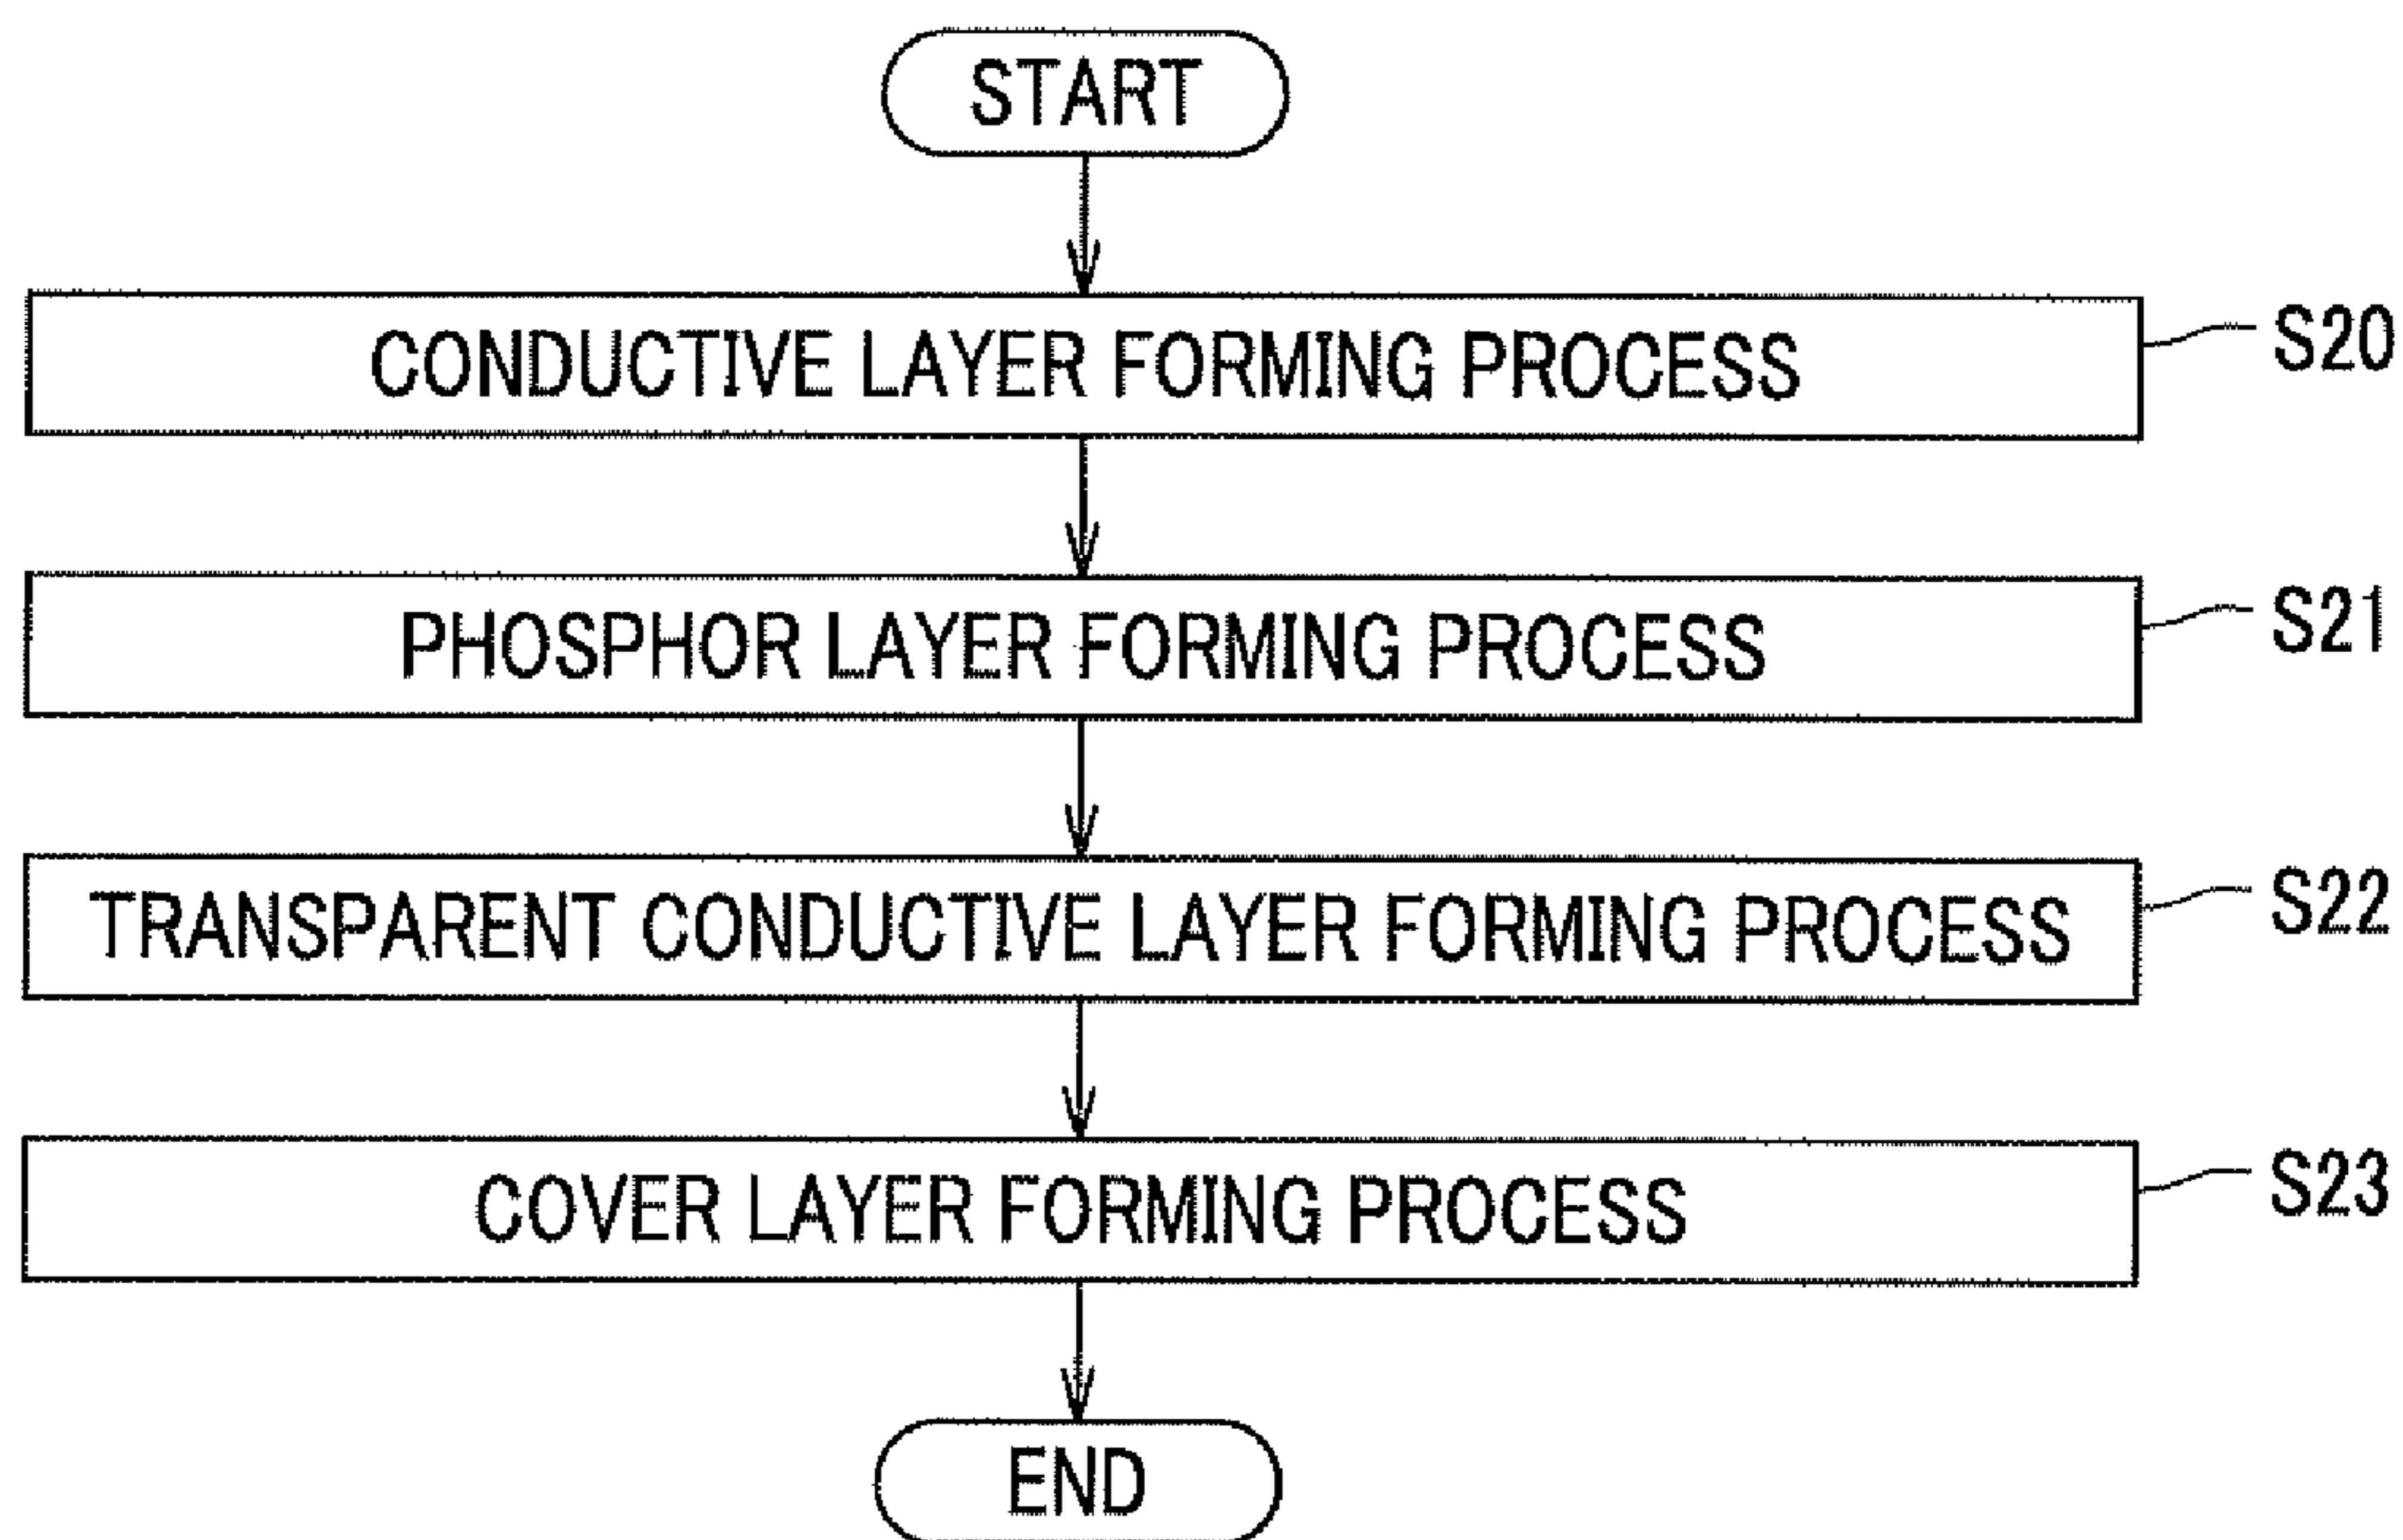 START
CONDUCTIVE LAYER FORMING PROCESS S20
PHOSPHOR LAYER FORMING PROCESS S21
TRANSPARENT CONDUCTIVE LAYER FORMING PROCESS S22
COVER LAYER FORMING PROCESS S23
END